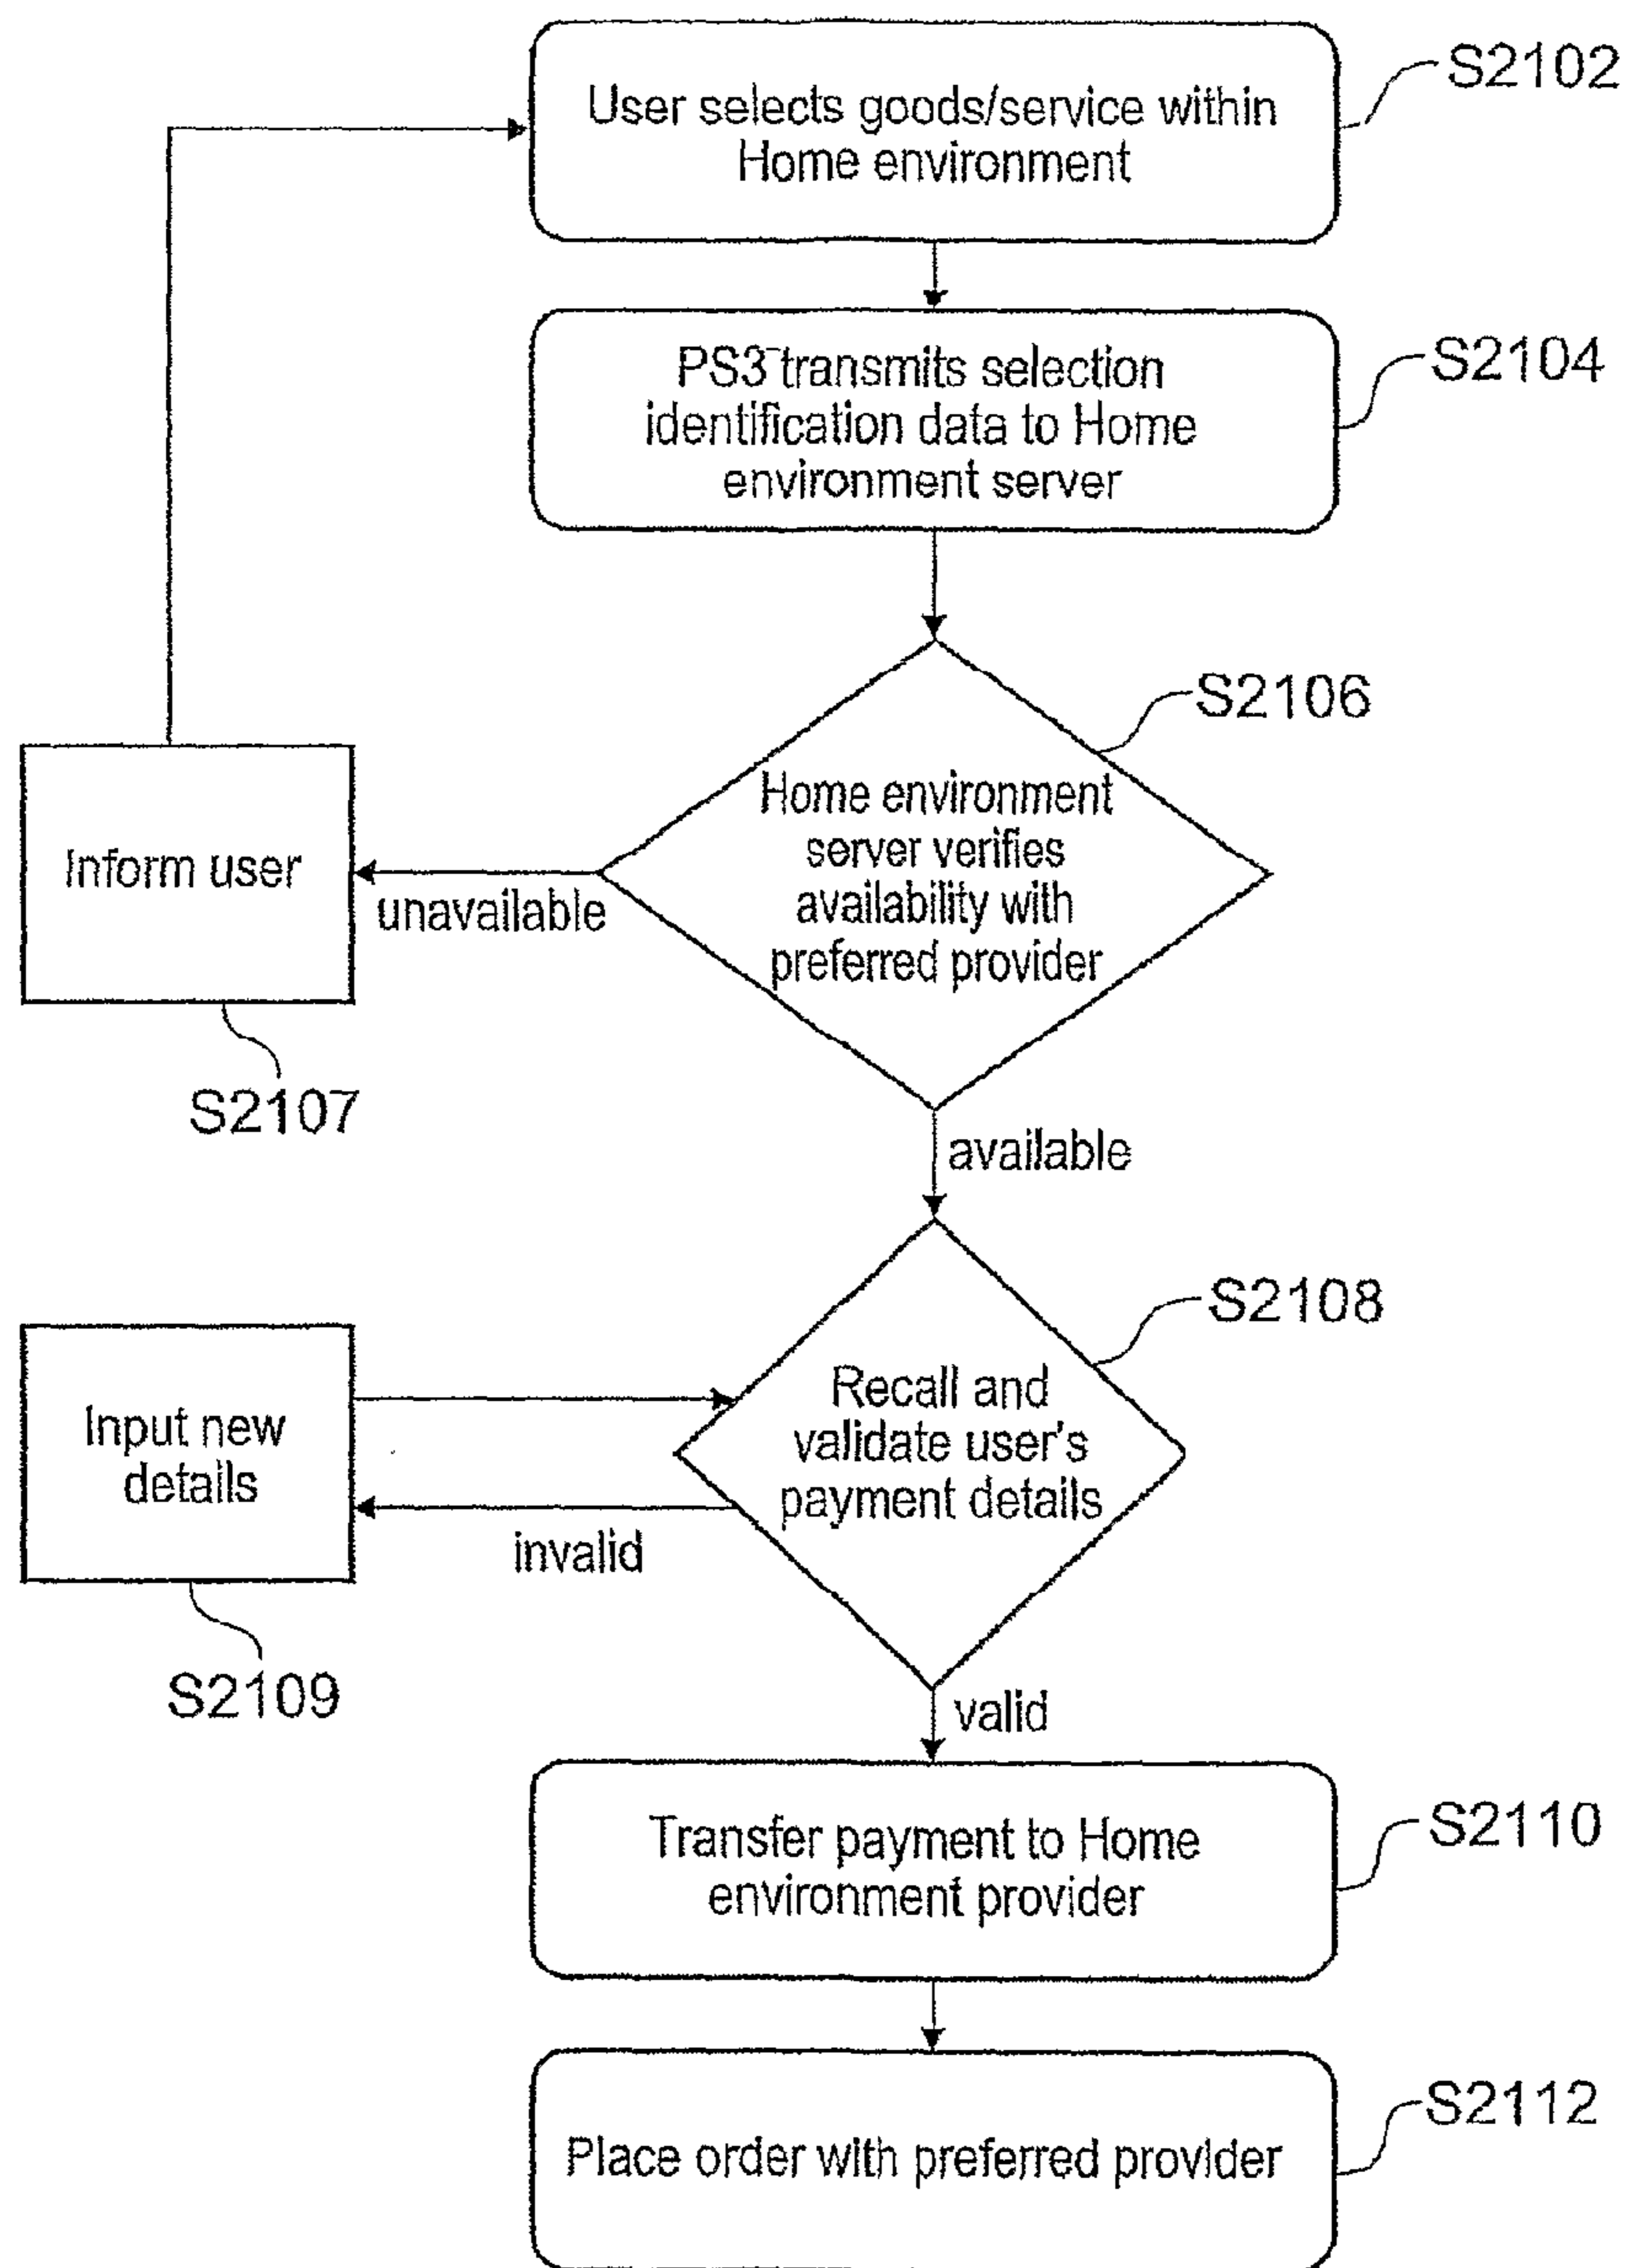 User selects goods/service within
Home environment
S2102
PS3 transmits selection
identification data to Home
environment server
S2104
Home environment
server verifies
availability with
preferred provider
S2106
unavailable
Inform user
S2107
available
Recall and
validate user's
payment details
S2108
Input new
details
invalid
S2109
valid
Transfer payment to Home
environment provider
S2110
Place order with preferred provider
S2112